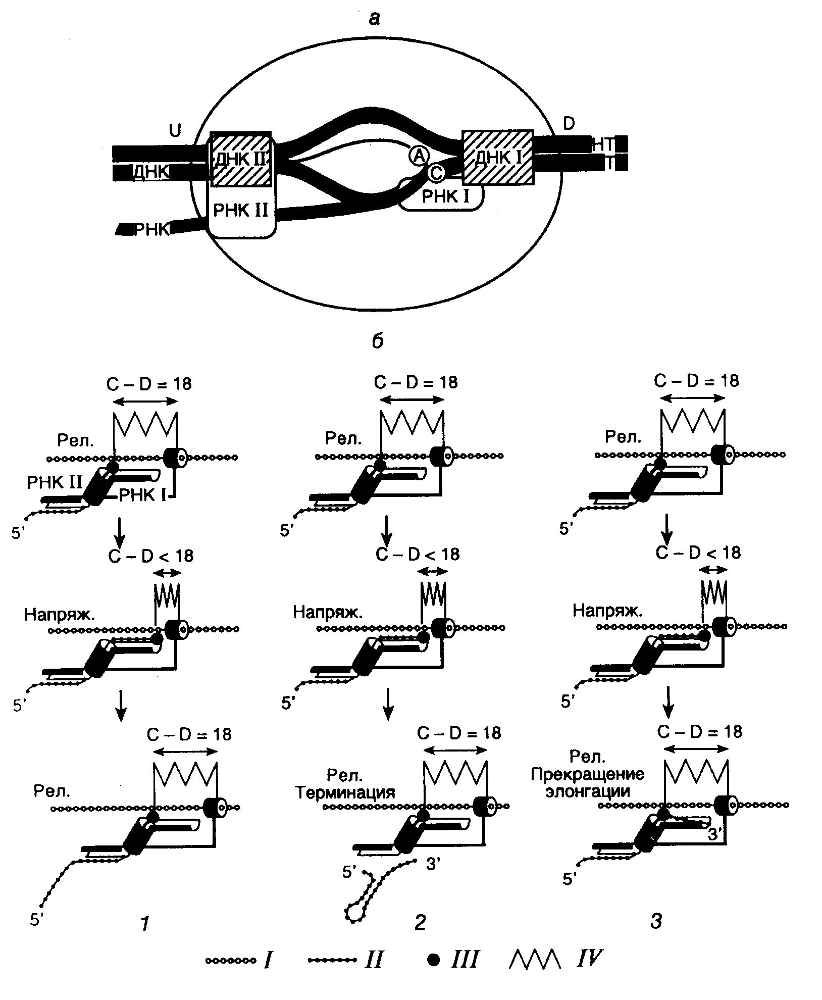 а
U
D
ДНК II
ДНК I
НТ
Т
ДНК
A
C
РНК I
РНК II
РНК
б
C – D = 18
C – D = 18
C – D = 18
Рел.
Рел.
Рел.
РНК II
РНК I
5'
5'
5'
C – D < 18
C – D < 18
C – D < 18
Напряж.
Напряж.
Напряж.
5'
5'
5'
C – D = 18
C – D = 18
C – D = 18
Рел.
Рел.
Терминация
Рел.
Прекращение
элонгации
3'
5'
3'
5'
5'
1
2
3
I
II
III
IV